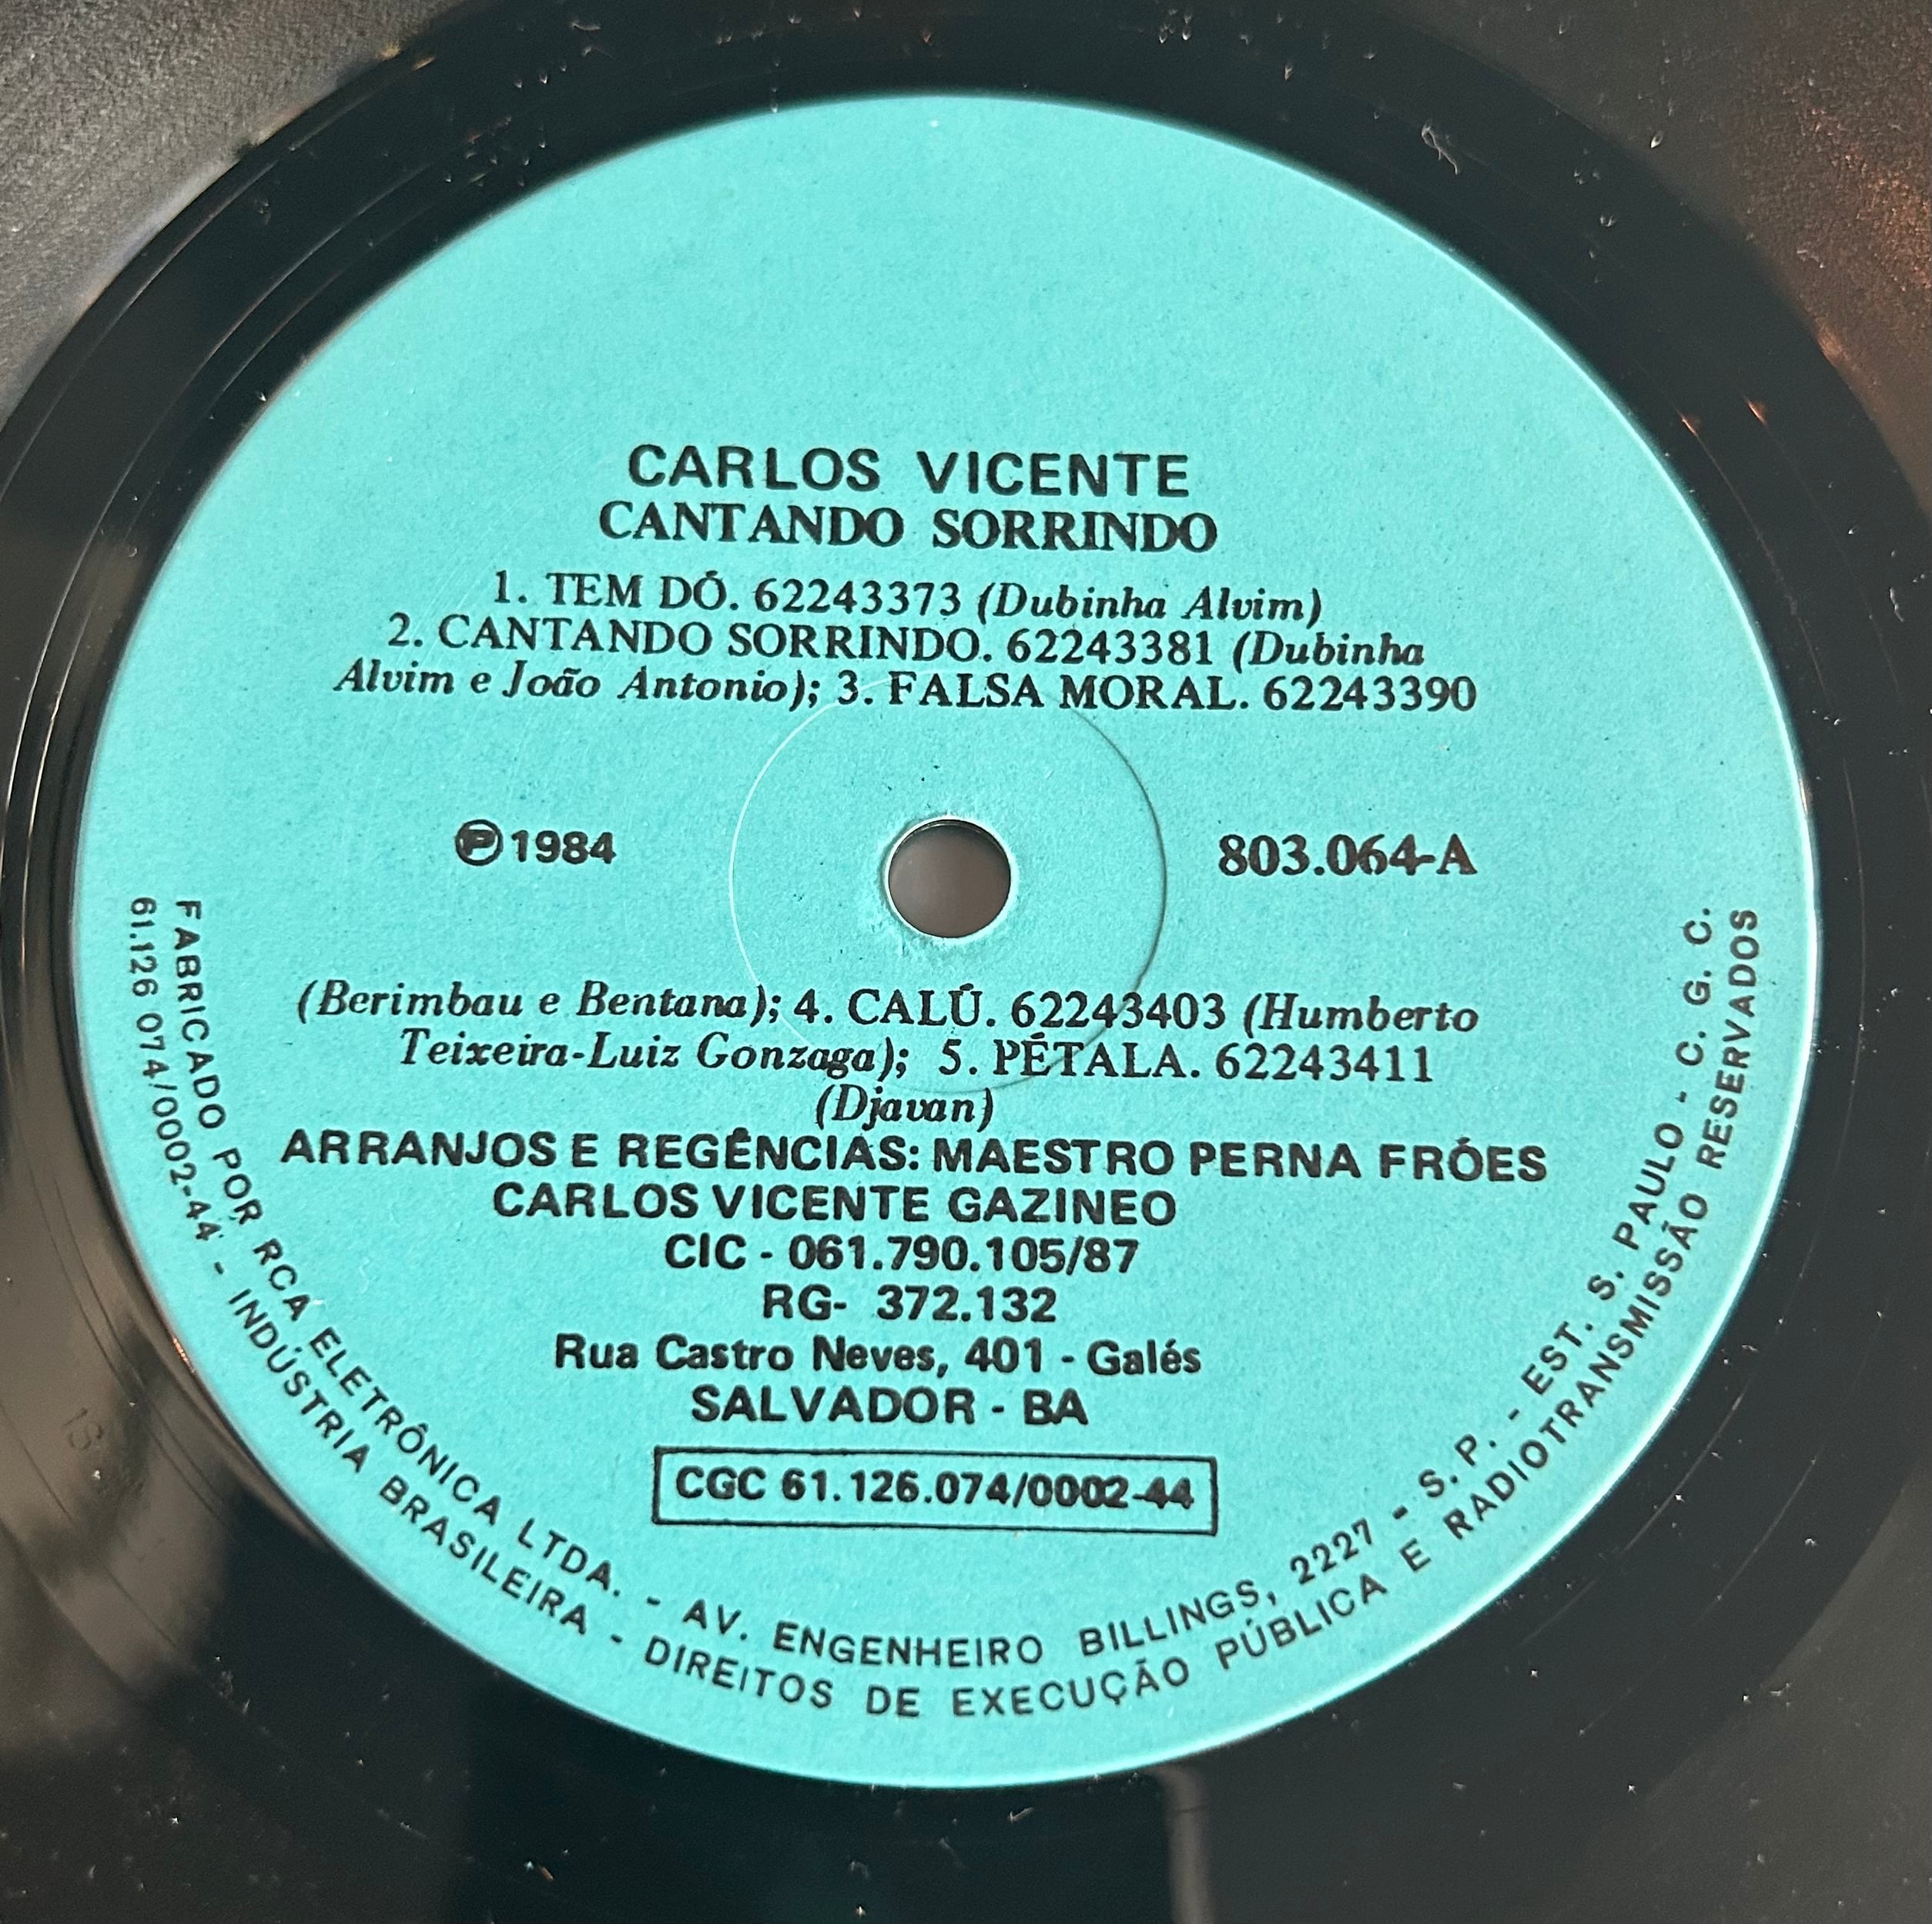 CARLOS VICENTE
CANTANDO SORRINDO
1. TEM DÓ. 62243373 (Dubinha Alvim)
2. CANTANDO SORRINDO. 62243381 (Dubinha
Alvim e João Antonio); 3. FALSA MORAL. 62243390
Ⓟ1984
803.064-A
(Berimbau e Bentana); 4. CALÚ. 62243403 (Humberto
Teixeira-Luiz Gonzaga); 5. PÉTALA. 62243411
(Djavan)
ARRANJOS E REGÊNCIAS: MAESTRO PERNA FRÓES
CARLOS VICENTE GAZINEO
CIC - 061.790.105/87
RG- 372.132
Rua Castro Neves, 401 - Galés
SALVADOR - BA
CGC 61.126.074/0002-44
FABRICADO POR RCA ELETRÔNICA LTDA. - AV. ENGENHEIRO BILLINGS, 2227 - S. P. - EST. S. PAULO - C. G. C.
61.126 074/0002-44 - INDÚSTRIA BRASILEIRA - DIREITOS DE EXECUÇÃO PÚBLICA E RADIOTRANSMISSÃO RESERVADOS